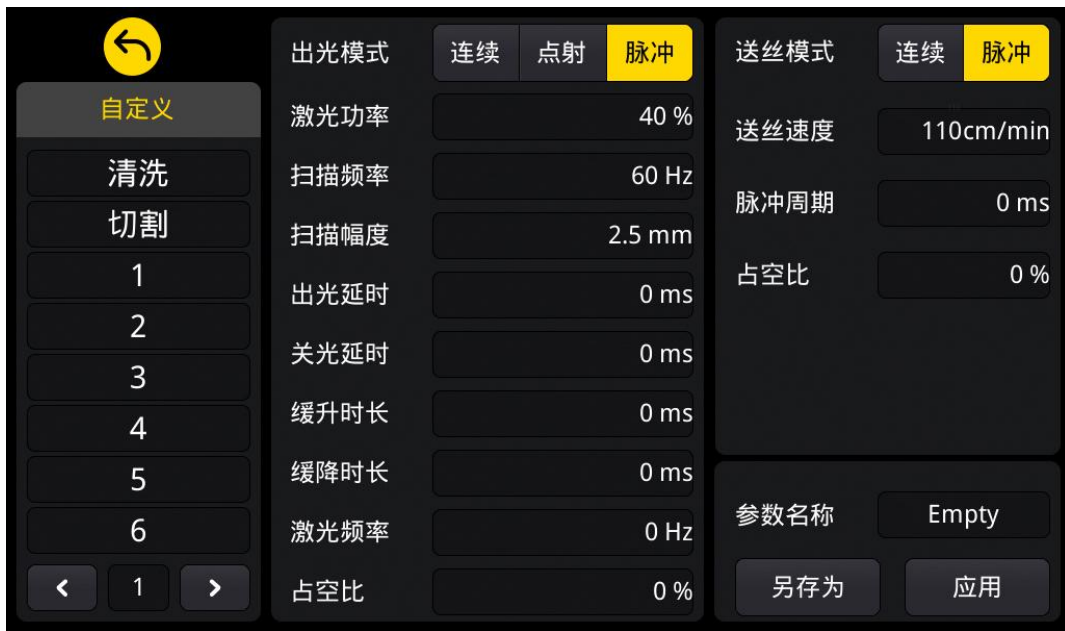 自定义
清洗
切割
1
2
3
4
5
6
1
出光模式 连续 点射 脉冲
激光功率 40 %
扫描频率 60 Hz
扫描幅度 2.5 mm
出光延时 0 ms
关光延时 0 ms
缓升时长 0 ms
缓降时长 0 ms
激光频率 0 Hz
占空比 0 %
送丝模式 连续 脉冲
送丝速度 110cm/min
脉冲周期 0 ms
占空比 0 %
参数名称 Empty
另存为 应用